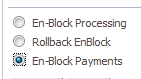 En-Block Processing
Rollback EnBlock
En-Block Payments